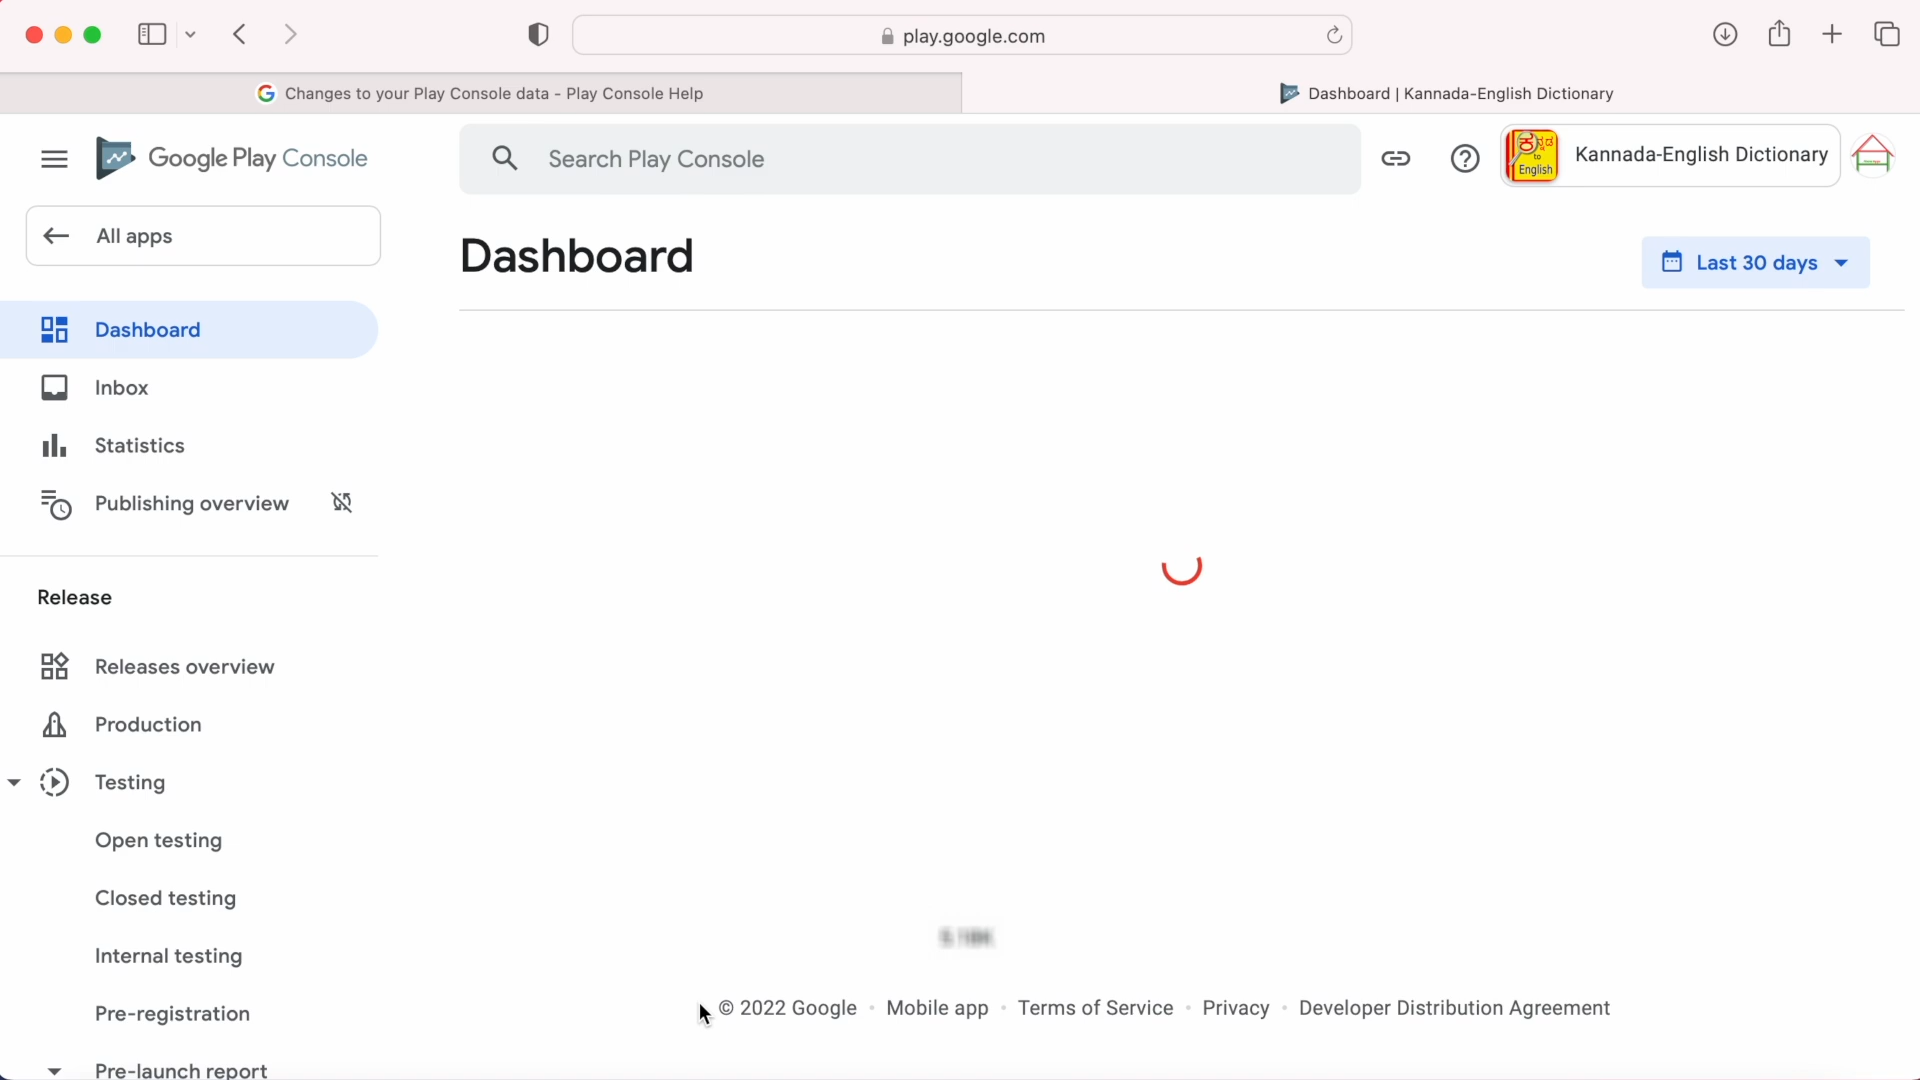 play.google.com
Changes to your Play Console data - Play Console Help
Dashboard | Kannada-English Dictionary
Google Play Console
Search Play Console
to
English
Kannada-English Dictionary
All apps
Dashboard
Last 30 days
Dashboard
Inbox
Statistics
Publishing overview
Release
Releases overview
Production
Testing
Open testing
Closed testing
Internal testing
Pre-registration
Pre-launch report
© 2022 Google · Mobile app · Terms of Service · Privacy · Developer Distribution Agreement